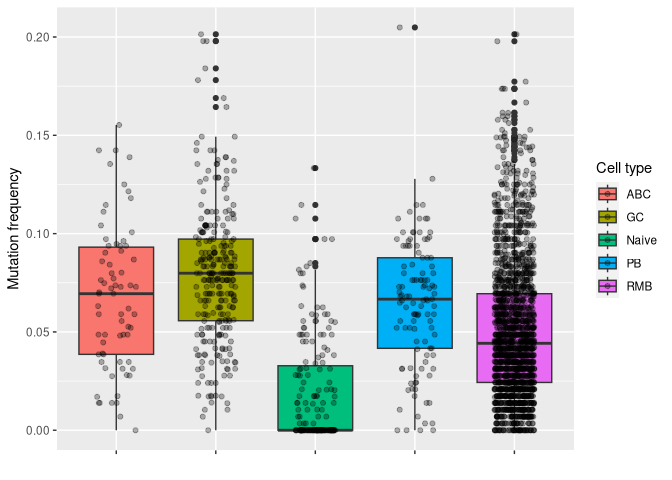 0.20
0.15
0.10
0.05
0.00
Mutation frequency
Cell type
ABC
GC
Naive
PB
RMB